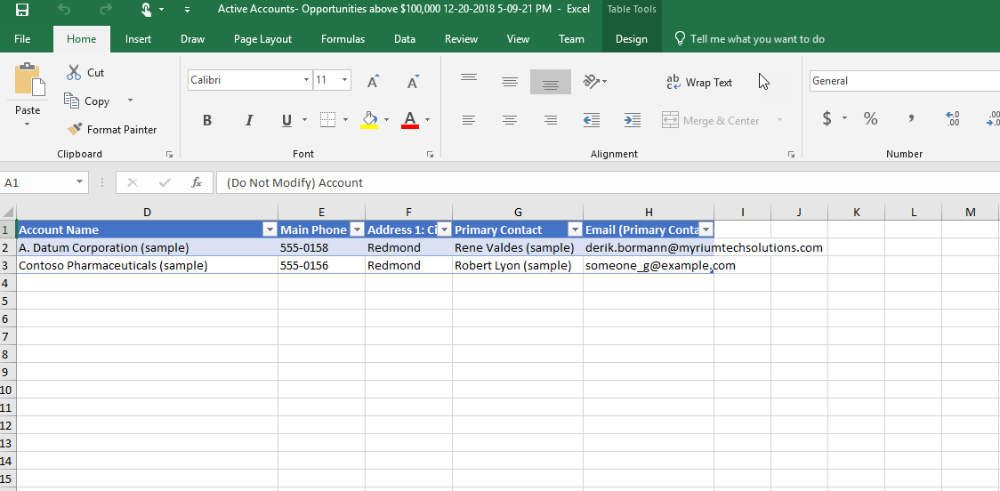 Active Accounts- Opportunities above $100,000 12-20-2018 5-09-21 PM - Excel
Table Tools
File Home Insert Draw Page Layout Formulas Data Review View Team Design Tell me what you want to do
Paste
Cut
Copy
Format Painter
Clipboard
Calibri 11
B I U A
Font
Wrap Text
Merge & Center
Alignment
General
$ % ,
Number
A1 fx (Do Not Modify) Account
D E F G H I J K L M
1 Account Name Main Phone Address 1: Ci Primary Contact Email (Primary Conta
2 A. Datum Corporation (sample) 555-0158 Redmond Rene Valdes (sample) derik.bormann@myriumtechsolutions.com
3 Contoso Pharmaceuticals (sample) 555-0156 Redmond Robert Lyon (sample) someone_g@example.com
4
5
6
7
8
9
10
11
12
13
14
15